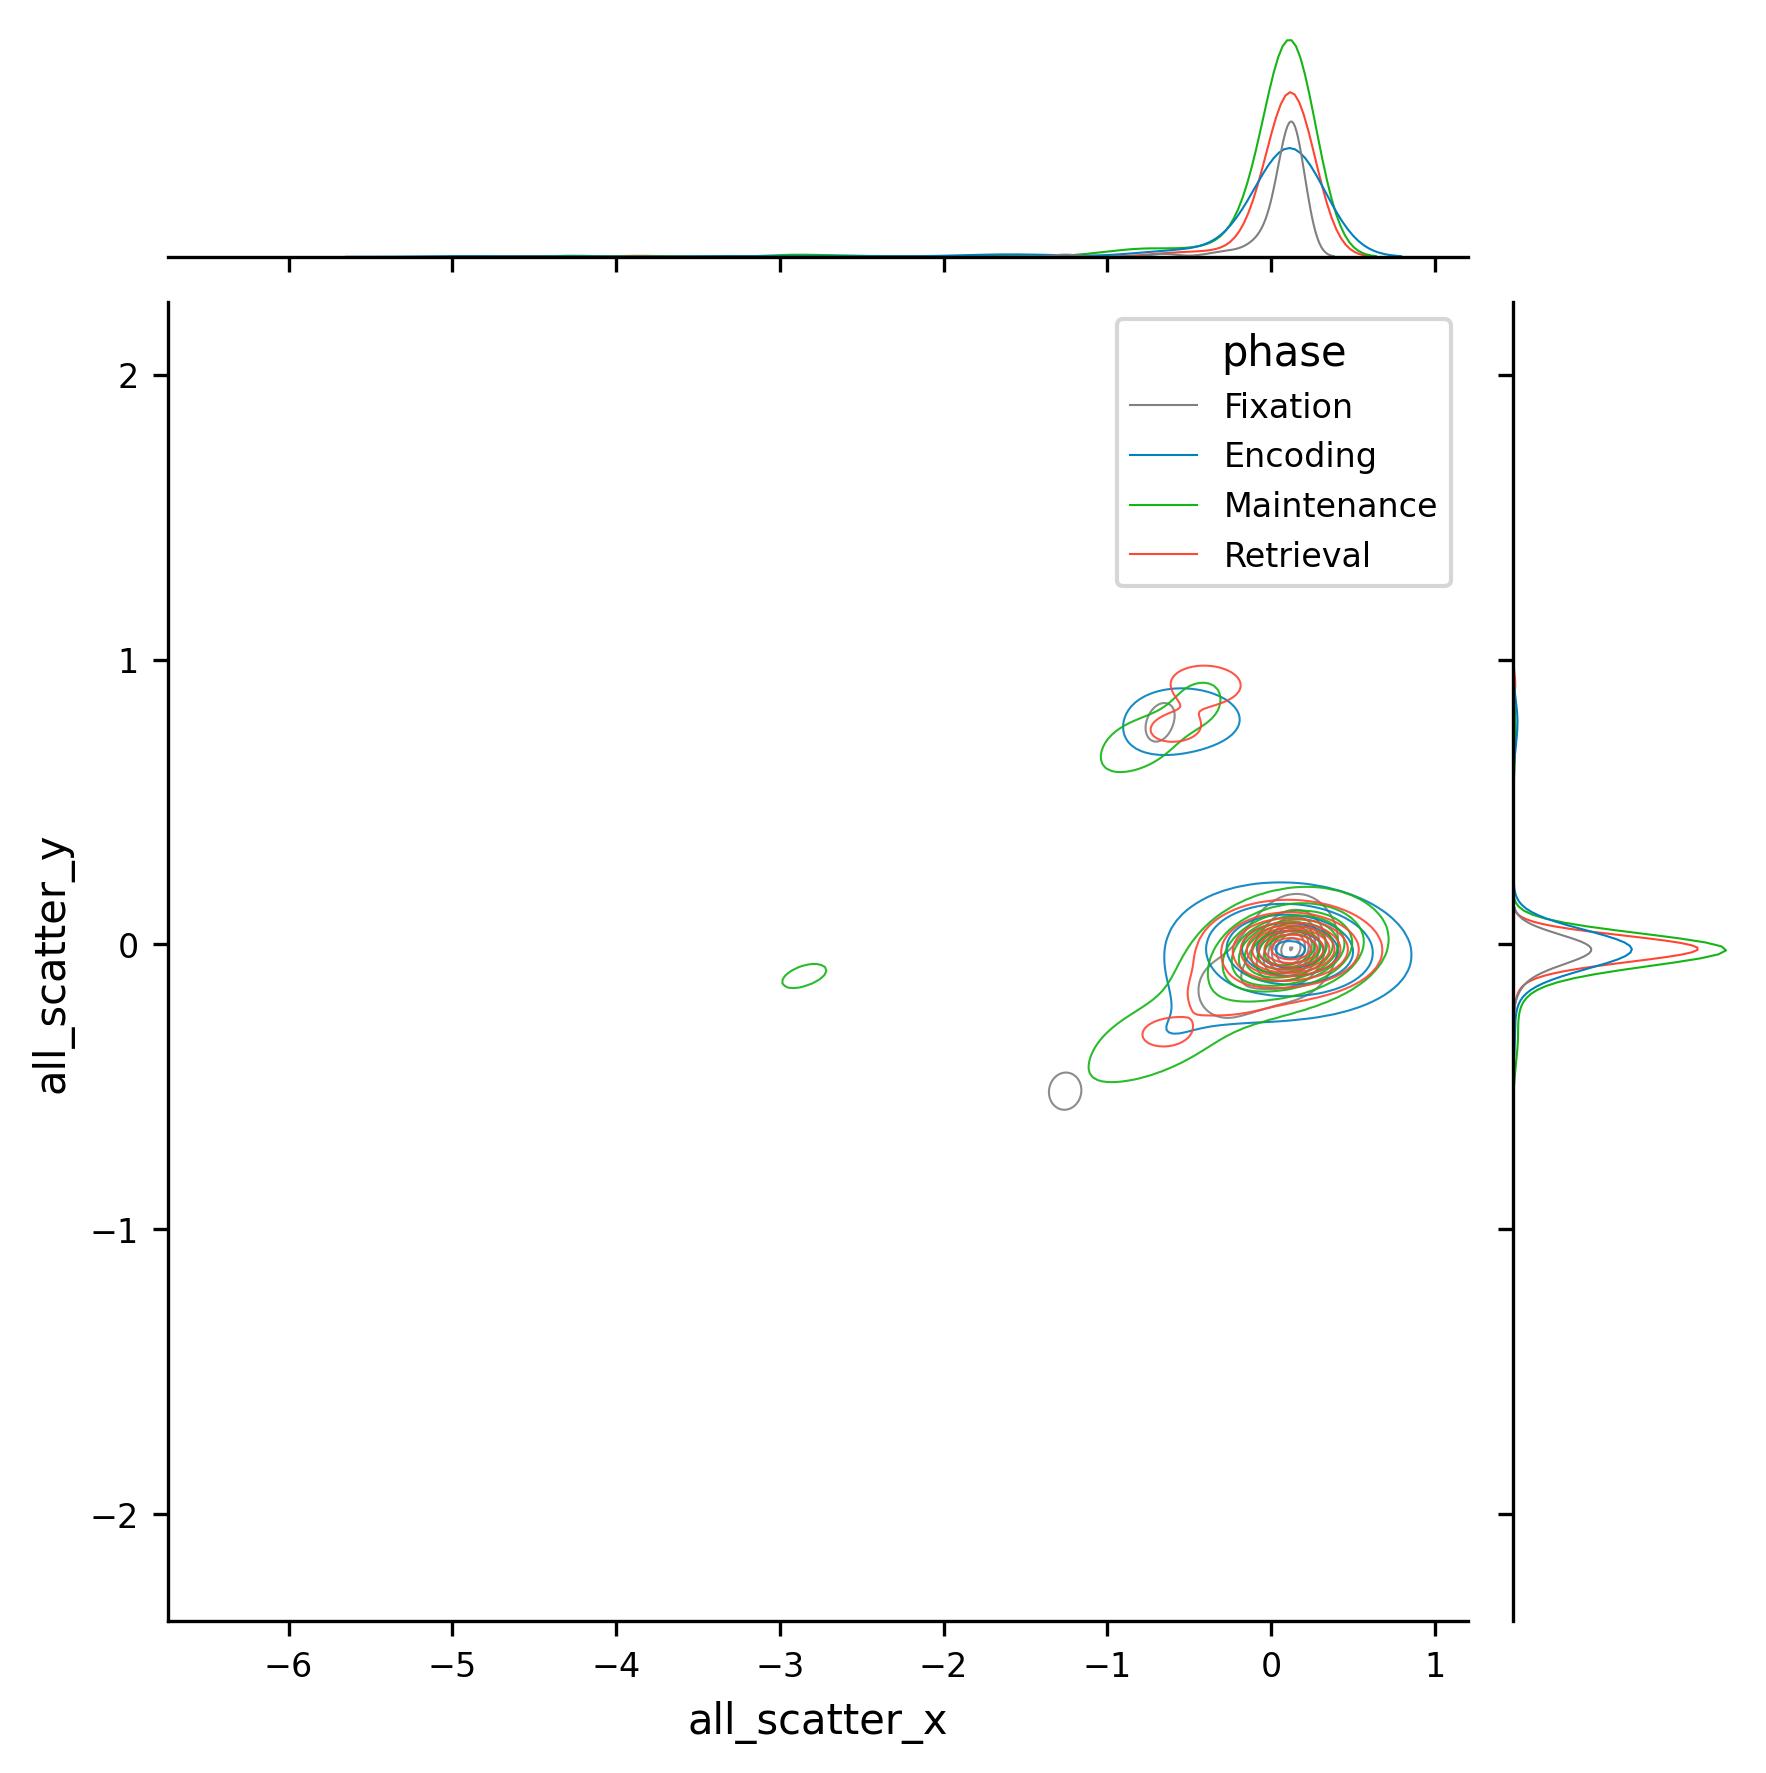 phase
Fixation
Encoding
Maintenance
Retrieval
2
1
0
−1
−2
all_scatter_y
−6 −5 −4 −3 −2 −1 0 1
all_scatter_x